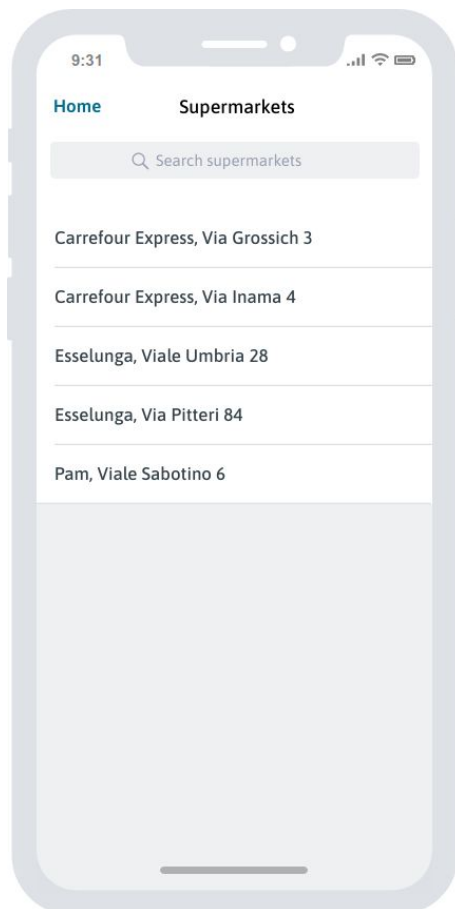 9:31
Home
Supermarkets
Search supermarkets
Carrefour Express, Via Grossich 3
Carrefour Express, Via Inama 4
Esselunga, Viale Umbria 28
Esselunga, Via Pitteri 84
Pam, Viale Sabotino 6